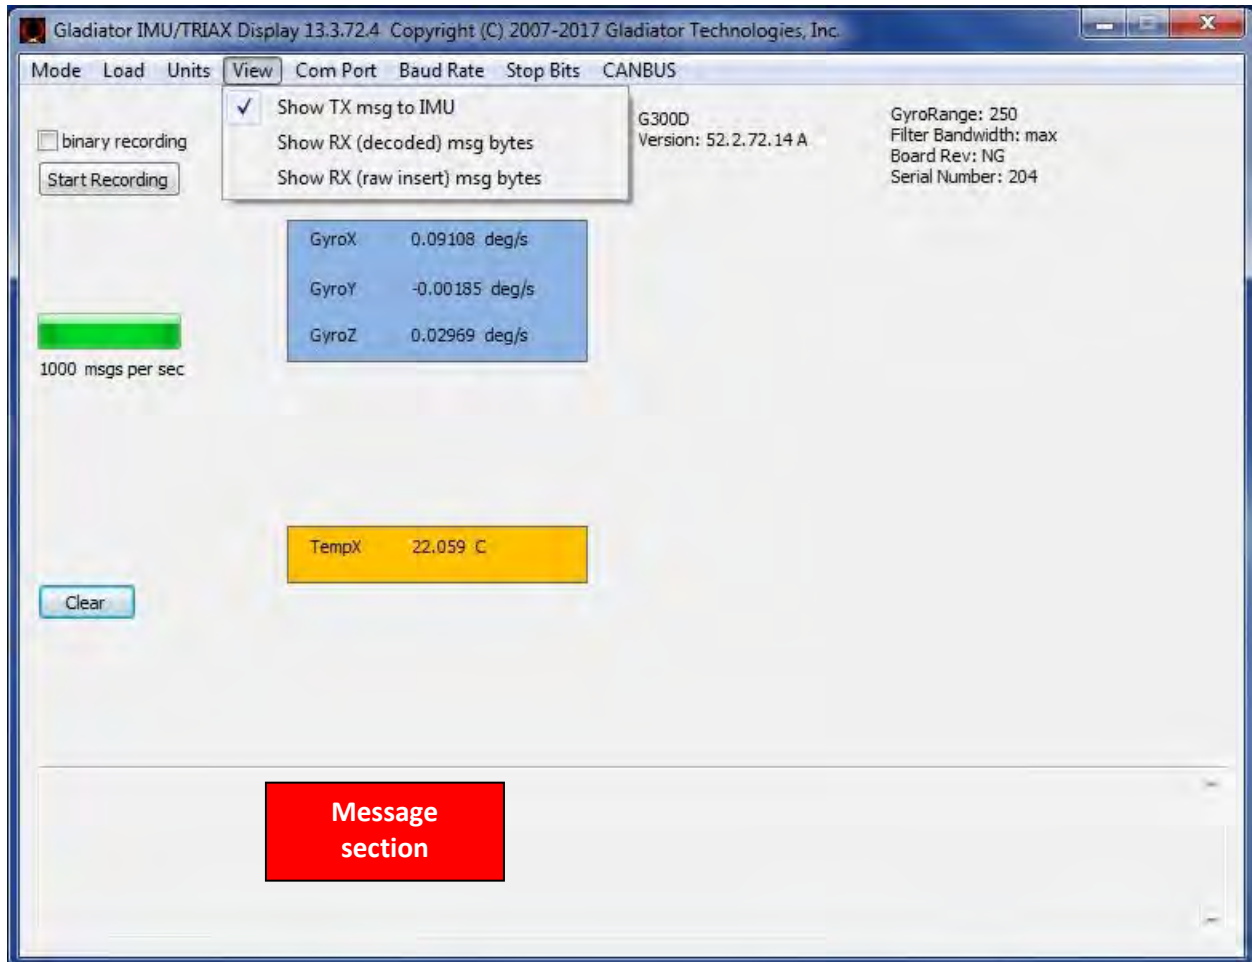 Gladiator IMU/TRIAX Display 13.3.72.4 Copyright (C) 2007-2017 Gladiator Technologies, Inc.
Mode Load Units View Com Port Baud Rate Stop Bits CANBUS
✓ Show TX msg to IMU
Show RX (decoded) msg bytes
Show RX (raw insert) msg bytes
binary recording
Start Recording
G300D
Version: 52.2.72.14 A
GyroRange: 250
Filter Bandwidth: max
Board Rev: NG
Serial Number: 204
GyroX 0.09108 deg/s
GyroY -0.00185 deg/s
GyroZ 0.02969 deg/s
1000 msgs per sec
TempX 22.059 C
Clear
Message
section